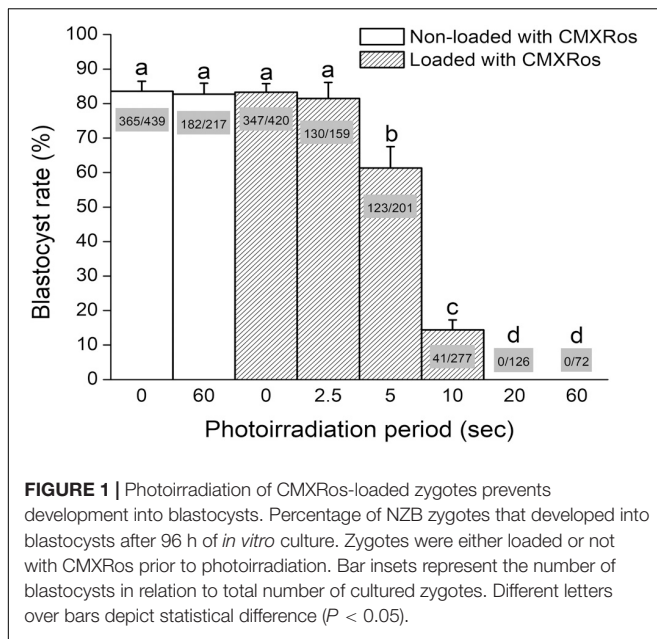 100
90
80
70
60
50
40
30
20
10
0
Blastocyst rate (%)
Non-loaded with CMXRos
Loaded with CMXRos
a a a a b c d d
365/439 182/217 347/420 130/159 123/201 41/277 0/126 0/72
0 60 0 2.5 5 10 20 60
Photoirradiation period (sec)
FIGURE 1 | Photoirradiation of CMXRos-loaded zygotes prevents
development into blastocysts. Percentage of NZB zygotes that developed into
blastocysts after 96 h of in vitro culture. Zygotes were either loaded or not
with CMXRos prior to photirradiation. Bar insets represent the number of
blastocysts in relation to total number of cultured zygotes. Different letters
over bars depict statistical difference (P < 0.05).